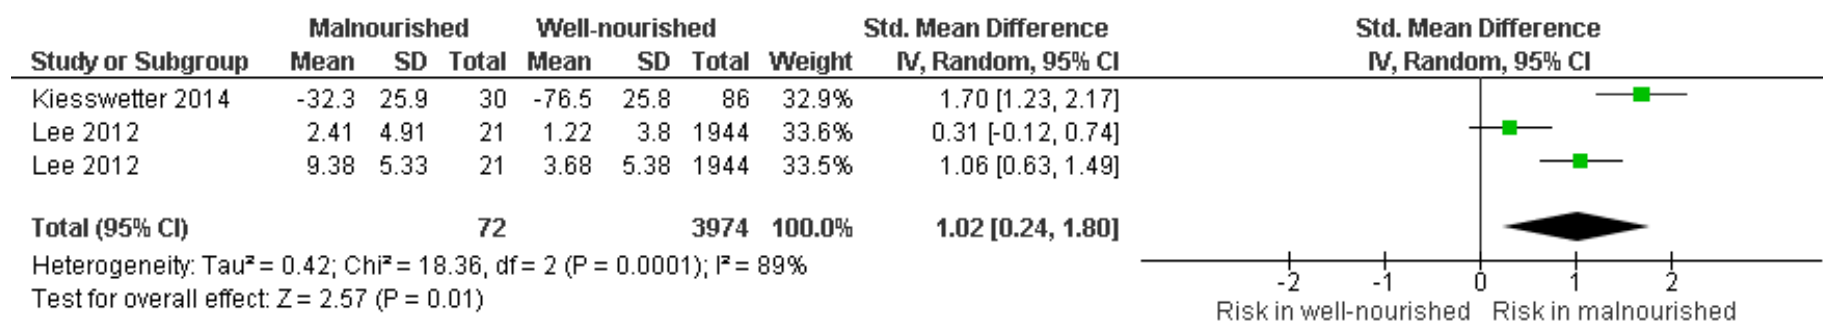 Malnourished Well-nourished Std. Mean Difference Std. Mean Difference
Study or Subgroup Mean SD Total Mean SD Total Weight IV, Random, 95% CI IV, Random, 95% CI
Kiesswetter 2014 -32.3 25.9 30 -76.5 25.8 86 32.9% 1.70 [1.23, 2.17]
Lee 2012 2.41 4.91 21 1.22 3.8 1944 33.6% 0.31 [-0.12, 0.74]
Lee 2012 9.38 5.33 21 3.68 5.38 1944 33.5% 1.06 [0.63, 1.49]
Total (95% CI) 72 3974 100.0% 1.02 [0.24, 1.80]
Heterogeneity: Tau² = 0.42; Chi² = 18.36, df = 2 (P = 0.0001); I² = 89%
Test for overall effect: Z = 2.57 (P = 0.01)
-2 -1 0 1 2
Risk in well-nourished Risk in malnourished